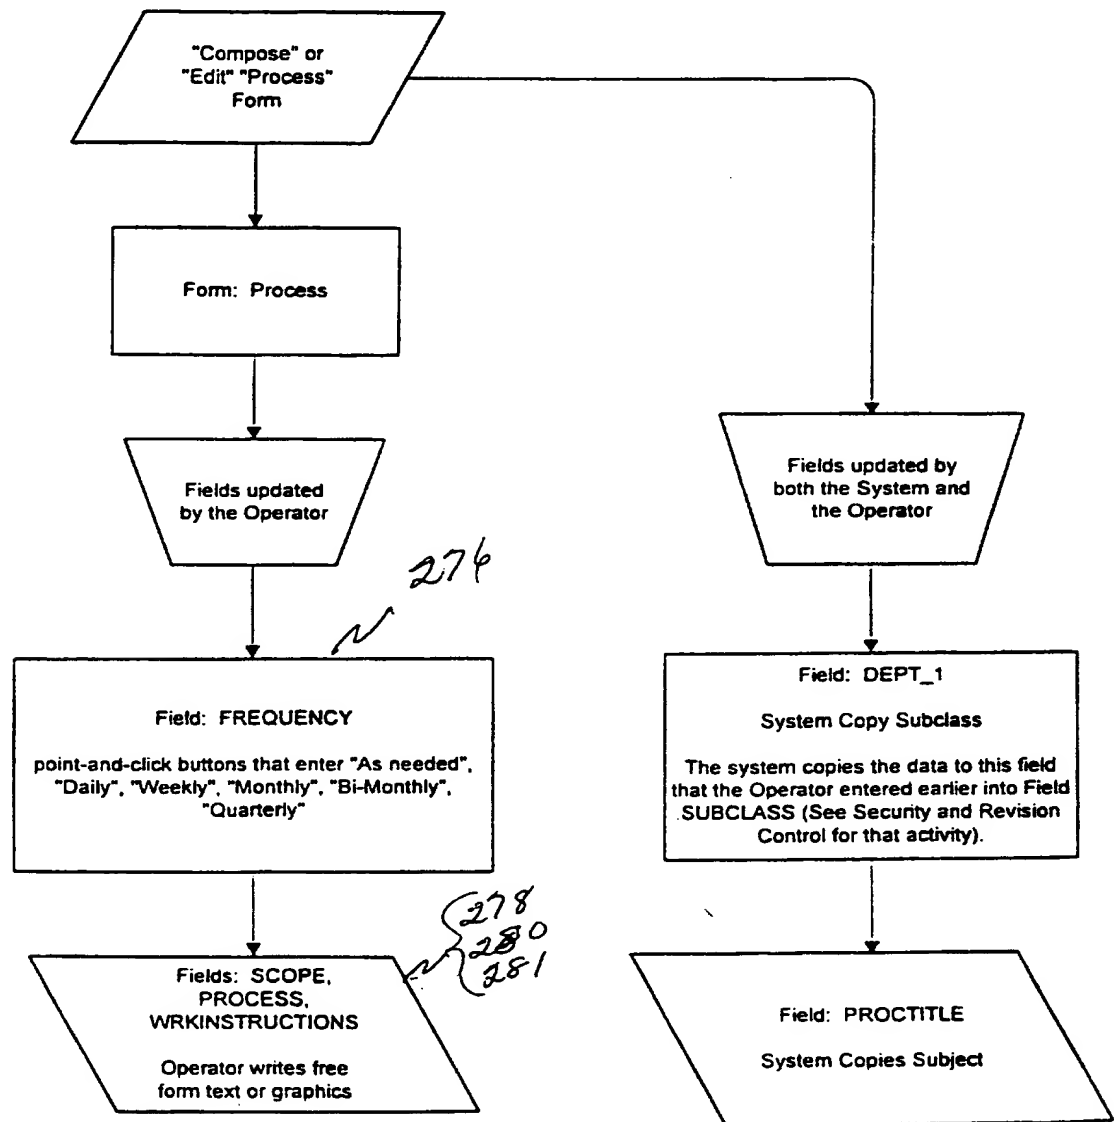 "Compose" or
"Edit" "Process"
Form
Form: Process
Fields updated
by the Operator
276
Field: FREQUENCY
point-and-click buttons that enter "As needed",
"Daily", "Weekly", "Monthly", "Bi-Monthly",
"Quarterly"
278
280
281
Fields: SCOPE,
PROCESS,
WRKINSTRUCTIONS
Operator writes free
form text or graphics
Fields updated by
both the System and
the Operator
Field: DEPT_1
System Copy Subclass
The system copies the data to this field
that the Operator entered earlier into Field
SUBCLASS (See Security and Revision
Control for that activity).
Field: PROCTITLE
System Copies Subject